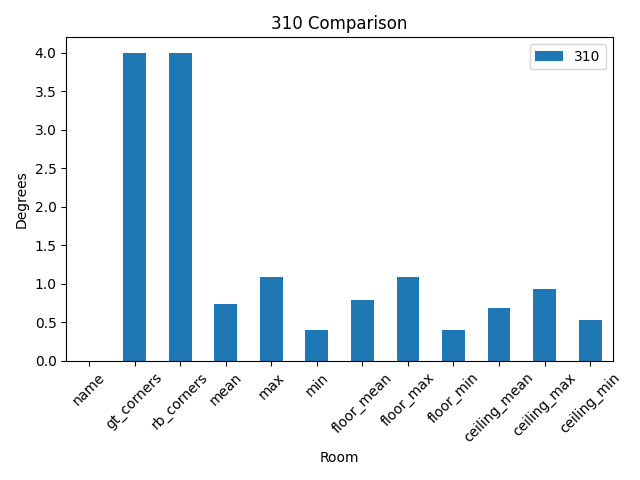 310 Comparison
310
Degrees
4.0
3.5
3.0
2.5
2.0
1.5
1.0
0.5
0.0
name
gt_corners
rb_corners
mean
max
min
floor_mean
floor_max
floor_min
ceiling_mean
ceiling_max
ceiling_min
Room